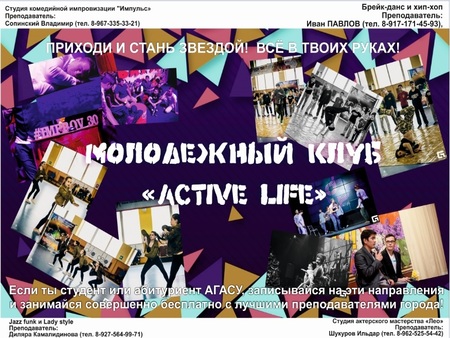 Студия комедийной импровизации "Импульс"
Преподаватель:
Сопинский Владимир (тел. 8-967-335-33-21)
Брейк-данс и хип-хоп
Преподаватель:
Иван ПАВЛОВ (тел. 8-917-171-45-93),
ПРИХОДИ И СТАНЬ ЗВЕЗДОЙ! ВСЁ В ТВОИХ РУКАХ!
МОЛОДЕЖНЫЙ КЛУБ
«ACTIVE LIFE»
Если ты студент или абитуриент АГАСУ, записывайся на эти направления
и занимайся совершенно бесплатно с лучшими преподавателями города!
Jazz funk и Lady style
Преподаватель:
Диляра Камалидинова (тел. 8-927-564-99-71)
Студия актерского мастерства «Лео»
Преподаватель:
Шукуров Ильдар (тел. 8-962-525-54-42)